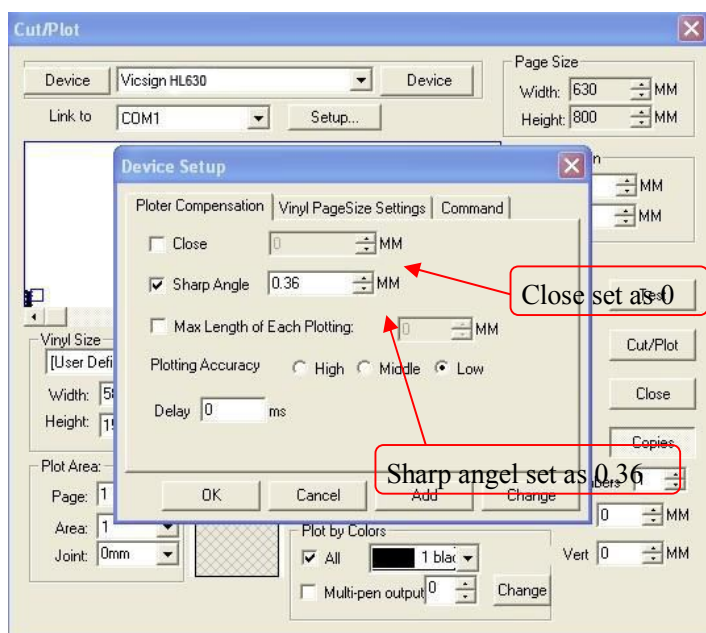 Cut/Plot
Page Size
Device Vicsign HL630 Device
Width: 630 MM
Link to COM1 Setup...
Height: 800 MM
Device Setup
n
MM
MM
Ploter Compensation Vinyl PageSize Settings Command
Close 0 MM
Sharp Angle 0.36 MM
Close set as 0
Max Length of Each Plotting: 0 MM
Vinyl Size
[User Defi
Cut/Plot
Plotting Accuracy High Middle Low
Width: 58
Close
Delay 0 ms
Height: 15
Copies
Sharp angel set as 0.36
Plot Area:
Page: 1
OK Cancel Add Change
1
Area: 1
0 MM
Plot by Colors
Joint: 0mm
All 1 blac
Vert 0 MM
Multi-pen output 0 Change